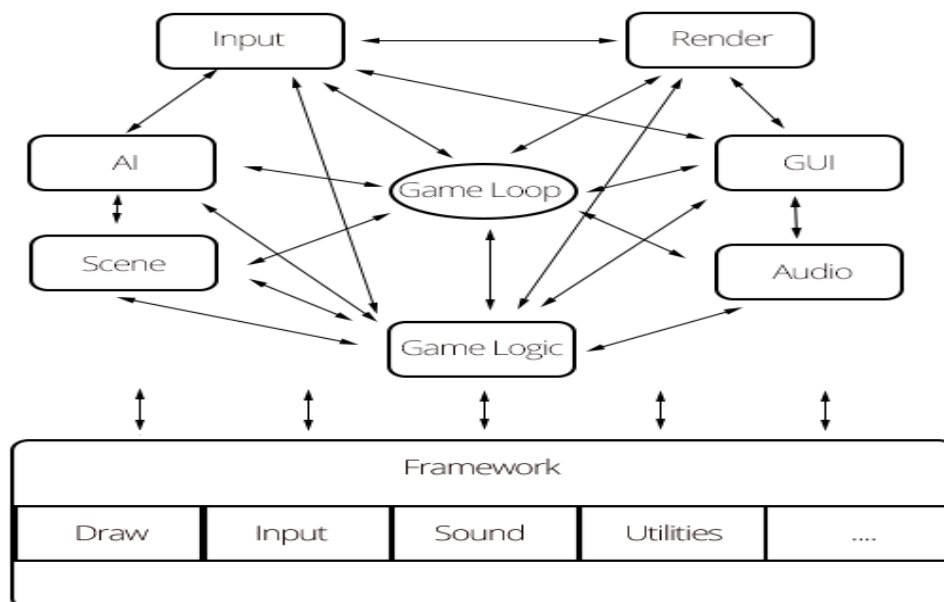 Input
Render
AI
Game Loop
GUI
Scene
Audio
Game Logic
Framework
Draw
Input
Sound
Utilities
....